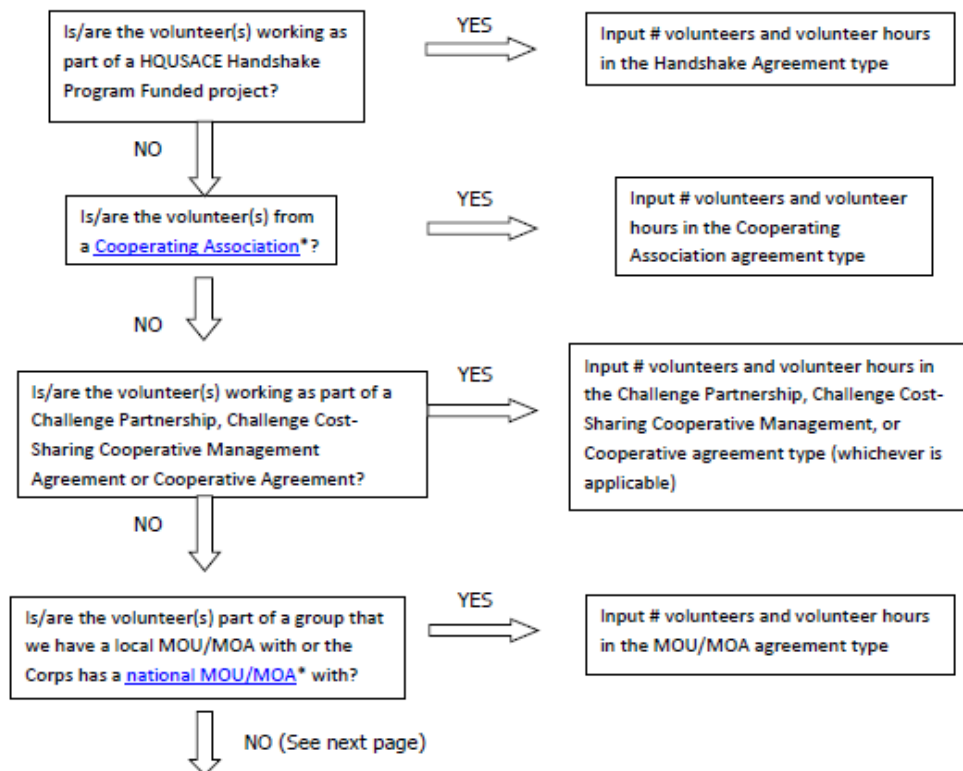 Is/are the volunteer(s) working as
part of a HQUSACE Handshake
Program Funded project?
YES
Input # volunteers and volunteer hours
in the Handshake Agreement type
NO
Is/are the volunteer(s) from
a Cooperating Association*?
YES
Input # volunteers and volunteer
hours in the Cooperating
Association agreement type
NO
Is/are the volunteer(s) working as part of a
Challenge Partnership, Challenge Cost-
Sharing Cooperative Management
Agreement or Cooperative Agreement?
YES
Input # volunteers and volunteer hours in
the Challenge Partnership, Challenge Cost-
Sharing Cooperative Management, or
Cooperative agreement type (whichever is
applicable)
NO
Is/are the volunteer(s) part of a group that
we have a local MOU/MOA with or the
Corps has a national MOU/MOA* with?
YES
Input # volunteers and volunteer hours
in the MOU/MOA agreement type
NO (See next page)